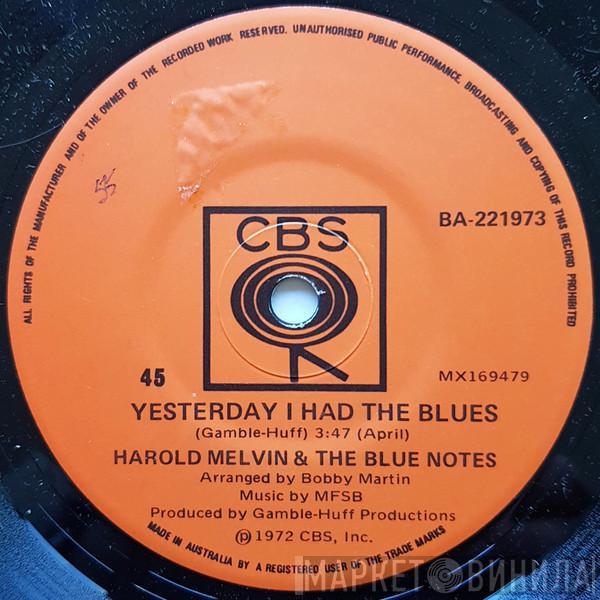 ALL RIGHTS OF THE MANUFACTURER AND OF THE OWNER OF THE RECORDED WORK RESERVED. UNAUTHORISED PUBLIC PERFORMANCE, BROADCASTING AND COPYING OF THIS RECORD PROHIBITED
CBS
BA-221973
45
MX169479
YESTERDAY I HAD THE BLUES
(Gamble-Huff) 3:47 (April)
HAROLD MELVIN & THE BLUE NOTES
Arranged by Bobby Martin
Music by MFSB
Produced by Gamble-Huff Productions
℗1972 CBS, Inc.
MADE IN AUSTRALIA BY A REGISTERED USER OF THE TRADE MARKS
МАРКЕТ ВИНИЛА